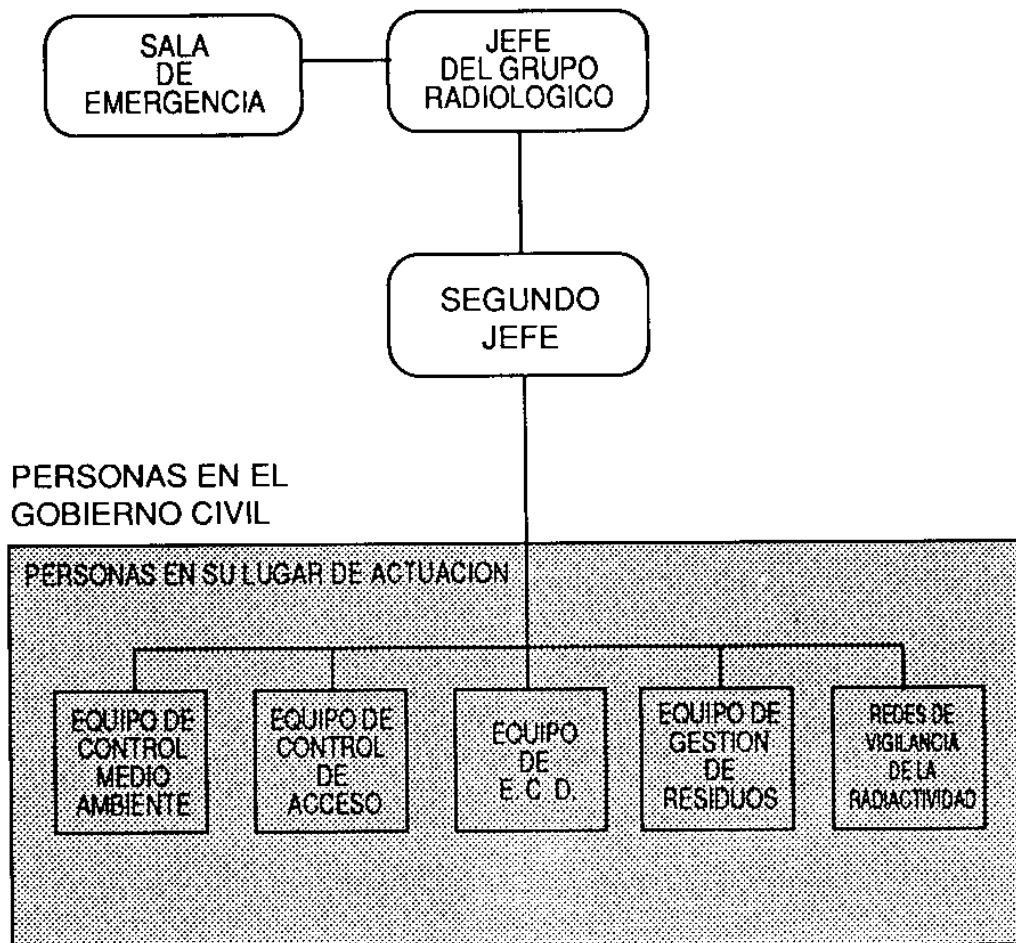 SALA
DE
EMERGENCIA
JEFE
DEL GRUPO
RADIOLOGICO
SEGUNDO
JEFE
PERSONAS EN EL
GOBIERNO CIVIL
PERSONAS EN SU LUGAR DE ACTUACION
EQUIPO DE
CONTROL
MEDIO
AMBIENTE
EQUIPO DE
CONTROL
DE
ACCESO
EQUIPO
DE
E. C D.
EQUIPO DE
GESTION
DE
RESIDUOS
REDES DE
VIGILANCIA
DE LA
RADIACTIVIDAD